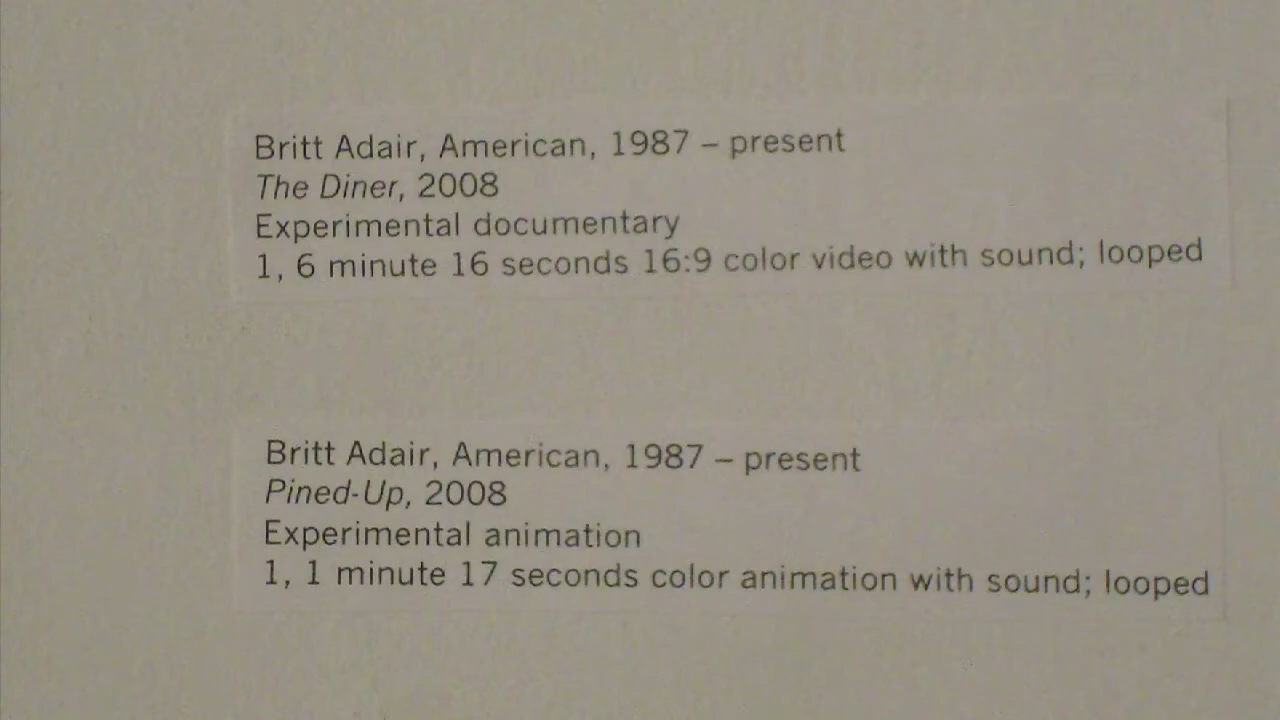 Britt Adair, American, 1987 – present
The Diner, 2008
Experimental documentary
1, 6 minute 16 seconds 16:9 color video with sound; looped
Britt Adair, American, 1987 – present
Pined-Up, 2008
Experimental animation
1, 1 minute 17 seconds color animation with sound; looped